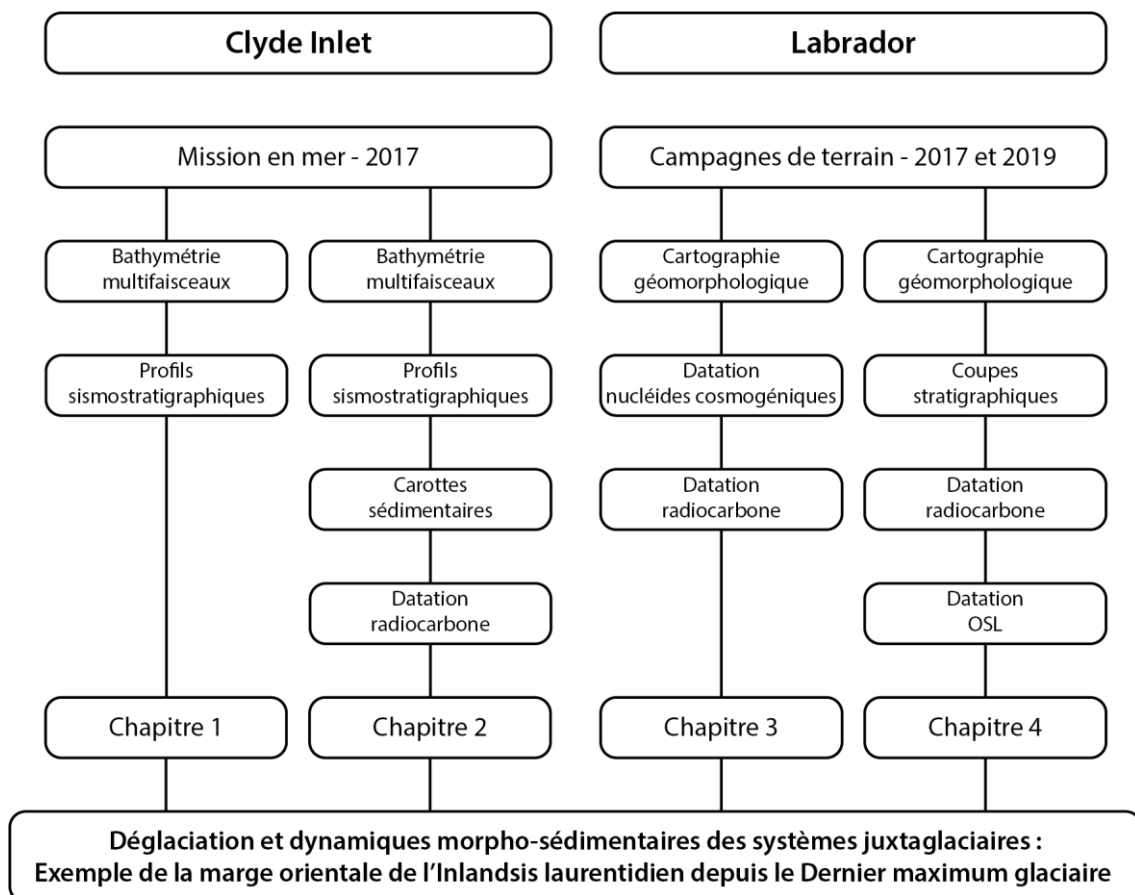 Clyde Inlet
Labrador
Mission en mer - 2017
Campagnes de terrain - 2017 et 2019
Bathymétrie
multifaisceaux
Bathymétrie
multifaisceaux
Cartographie
géomorphologique
Cartographie
géomorphologique
Profils
sismostratigraphiques
Profils
sismostratigraphiques
Datation
nucléides cosmogéniques
Coupes
stratigraphiques
Carottes
sédimentaires
Datation
radiocarbone
Datation
radiocarbone
Datation
radiocarbone
Datation
OSL
Chapitre 1
Chapitre 2
Chapitre 3
Chapitre 4
Déglaciation et dynamiques morpho-sédimentaires des systèmes juxtaglaciaires :
Exemple de la marge orientale de l'Inlandsis laurentidien depuis le Dernier maximum glaciaire